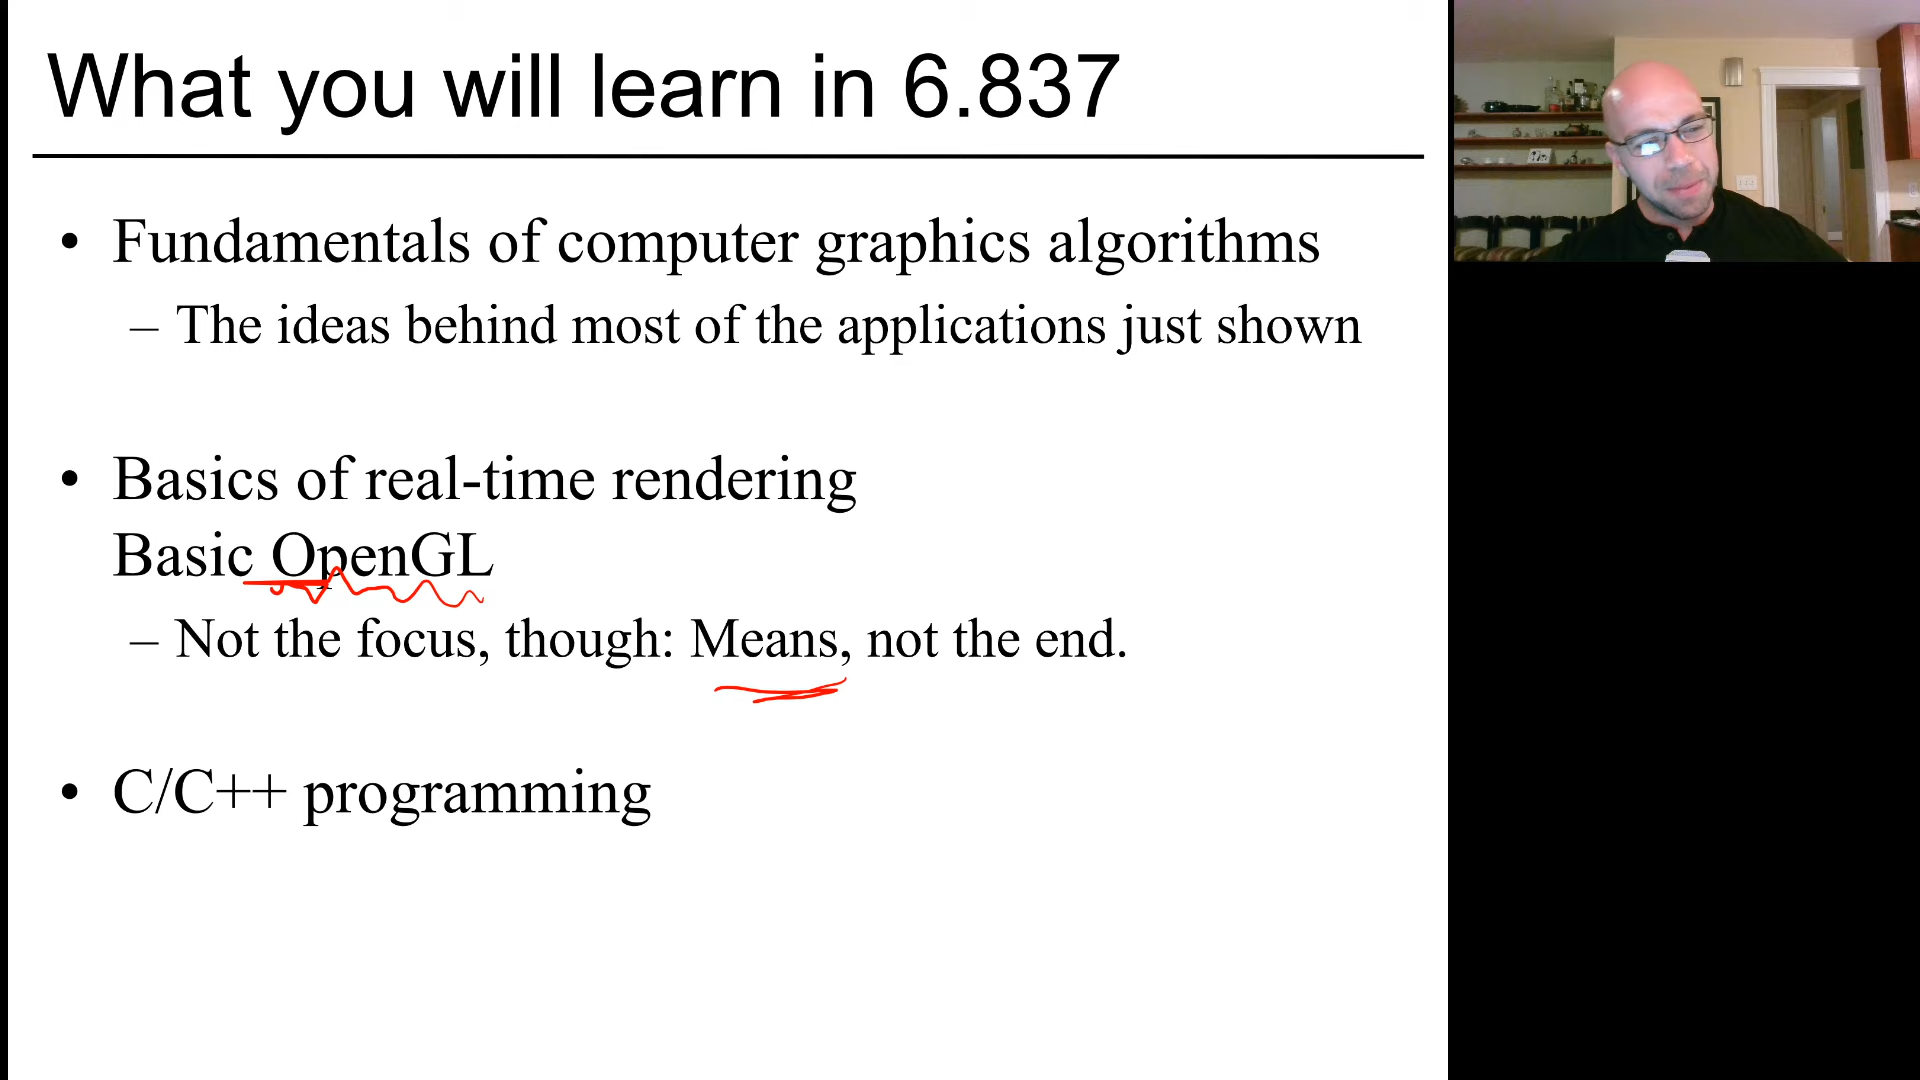 What you will learn in 6.837
• Fundamentals of computer graphics algorithms
– The ideas behind most of the applications just shown
• Basics of real-time rendering
Basic OpenGL
– Not the focus, though: Means, not the end.
• C/C++ programming